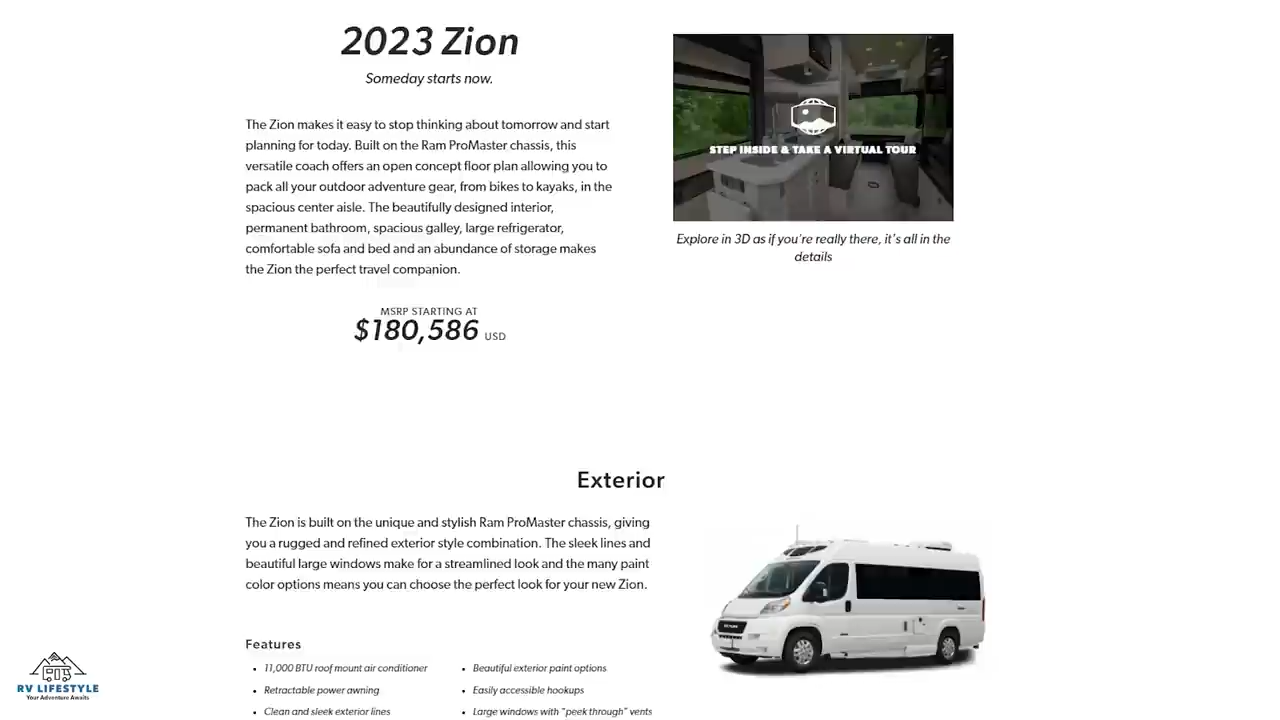 2023 Zion
Someday starts now.
The Zion makes it easy to stop thinking about tomorrow and start
planning for today. Built on the Ram ProMaster chassis, this
versatile coach offers an open concept floor plan allowing you to
pack all your outdoor adventure gear, from bikes to kayaks, in the
spacious center aisle. The beautifully designed interior,
permanent bathroom, spacious galley, large refrigerator,
comfortable sofa and bed and an abundance of storage makes
the Zion the perfect travel companion.
MSRP STARTING AT
$180,586 USD
STEP INSIDE & TAKE A VIRTUAL TOUR
Explore in 3D as if you're really there, it's all in the
details
Exterior
The Zion is built on the unique and stylish Ram ProMaster chassis, giving
you a rugged and refined exterior style combination. The sleek lines and
beautiful large windows make for a streamlined look and the many paint
color options means you can choose the perfect look for your new Zion.
Features
• 11,000 BTU roof mount air conditioner
• Retractable power awning
• Clean and sleek exterior lines
• Beautiful exterior paint options
• Easily accessible hookups
• Large windows with "peek through" vents
RV LIFESTYLE
Your Adventure Awaits